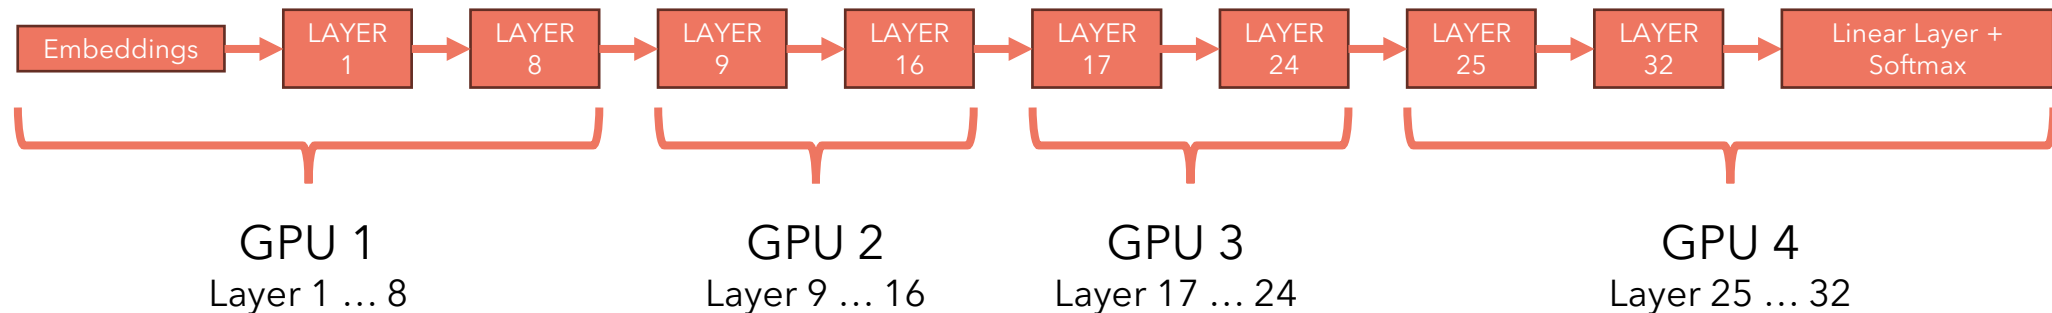 Embeddings
LAYER
1
LAYER
8
LAYER
9
LAYER
16
LAYER
17
LAYER
24
LAYER
25
LAYER
32
Linear Layer +
Softmax
GPU 1
Layer 1 … 8
GPU 2
Layer 9 … 16
GPU 3
Layer 17 … 24
GPU 4
Layer 25 … 32